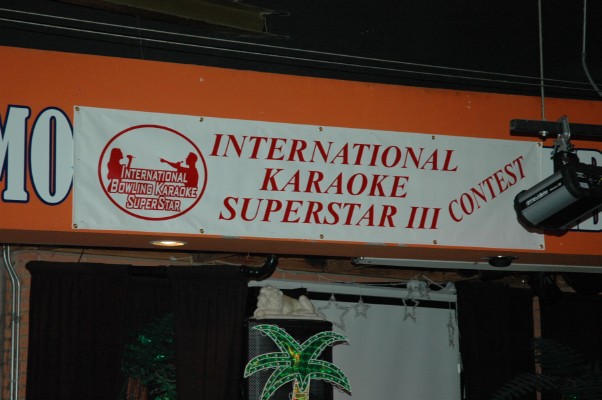 MO
INTERNATIONAL
BOWLING KARAOKE
SUPERSTAR
INTERNATIONAL
KARAOKE
SUPERSTAR III
CONTEST